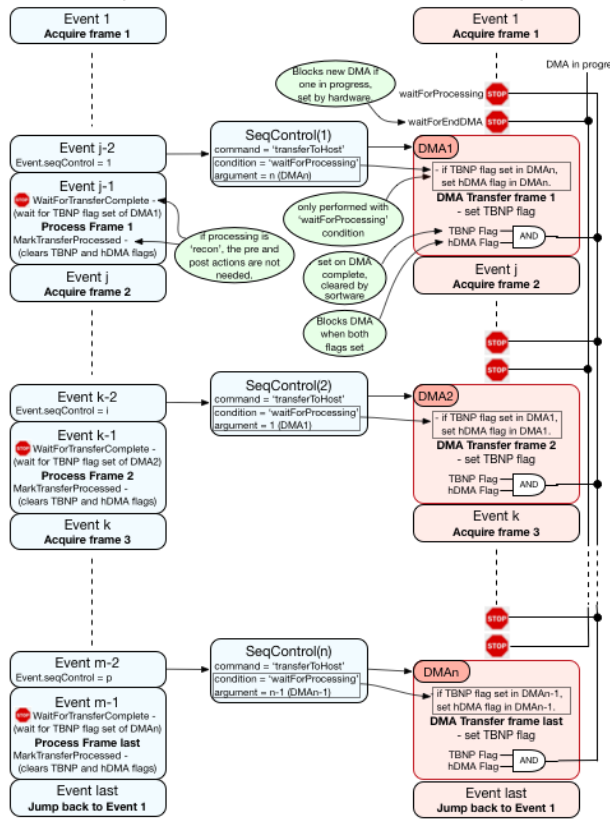 Event 1
Acquire frame 1
Event j-2
Event.seqControl = 1
Event j-1
STOP WaitForTransferComplete -
(wait for TBNP flag set of DMA1)
Process Frame 1
MarkTransferProcessed -
(clears TBNP and hDMA flags)
Event j
Acquire frame 2
Event k-2
Event.seqControl = i
Event k-1
STOP WaitForTransferComplete -
(wait for TBNP flag set of DMA2)
Process Frame 2
MarkTransferProcessed -
(clears TBNP and hDMA flags)
Event k
Acquire frame 3
Event m-2
Event.seqControl = p
Event m-1
STOP WaitForTransferComplete -
(wait for TBNP flag set of DMAn)
Process Frame last
MarkTransferProcessed -
(clears TBNP and hDMA flags)
Event last
Jump back to Event 1
SeqControl(1)
command = 'transferToHost'
condition = 'waitForProcessing'
argument = n (DMAn)
if processing is
'recon', the pre and
post actions are not
needed.
Blocks new DMA if
one in progress,
set by hardware.
only performed with
'waitForProcessing'
condition
set on DMA
complete,
cleared by
sortware
Blocks DMA
when both
flags set
SeqControl(2)
command = 'transferToHost'
condition = 'waitForProcessing'
argument = 1 (DMA1)
SeqControl(n)
command = 'transferToHost'
condition = 'waitForProcessing'
argument = n-1 (DMAn-1)
Event 1
Acquire frame 1
DMA in progre
waitForProcessing STOP
waitForEndDMA STOP
DMA1
- if TBNP flag set in DMAn,
set hDMA flag in DMAn.
DMA Transfer frame 1
- set TBNP flag
TBNP Flag
hDMA Flag
AND
Event j
Acquire frame 2
STOP
STOP
DMA2
- if TBNP flag set in DMA1,
set hDMA flag in DMA1.
DMA Transfer frame 2
- set TBNP flag
TBNP Flag
hDMA Flag
AND
Event k
Acquire frame 3
STOP
STOP
DMAn
- if TBNP flag set in DMAn-1,
set hDMA flag in DMAn-1.
DMA Transfer frame last
- set TBNP flag
TBNP Flag
hDMA Flag
AND
Event last
Jump back to Event 1